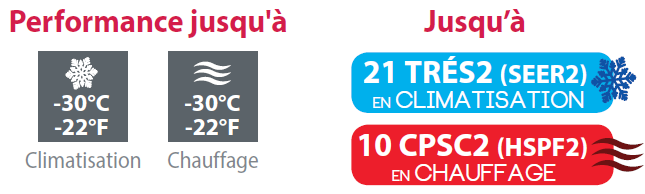 Performance jusqu'à
-30°C
-22°F
Climatisation
-30°C
-22°F
Chauffage
Jusqu’à
21 TRÉS2 (SEER2)
EN CLIMATISATION
10 CPSC2 (HSPF2)
EN CHAUFFAGE